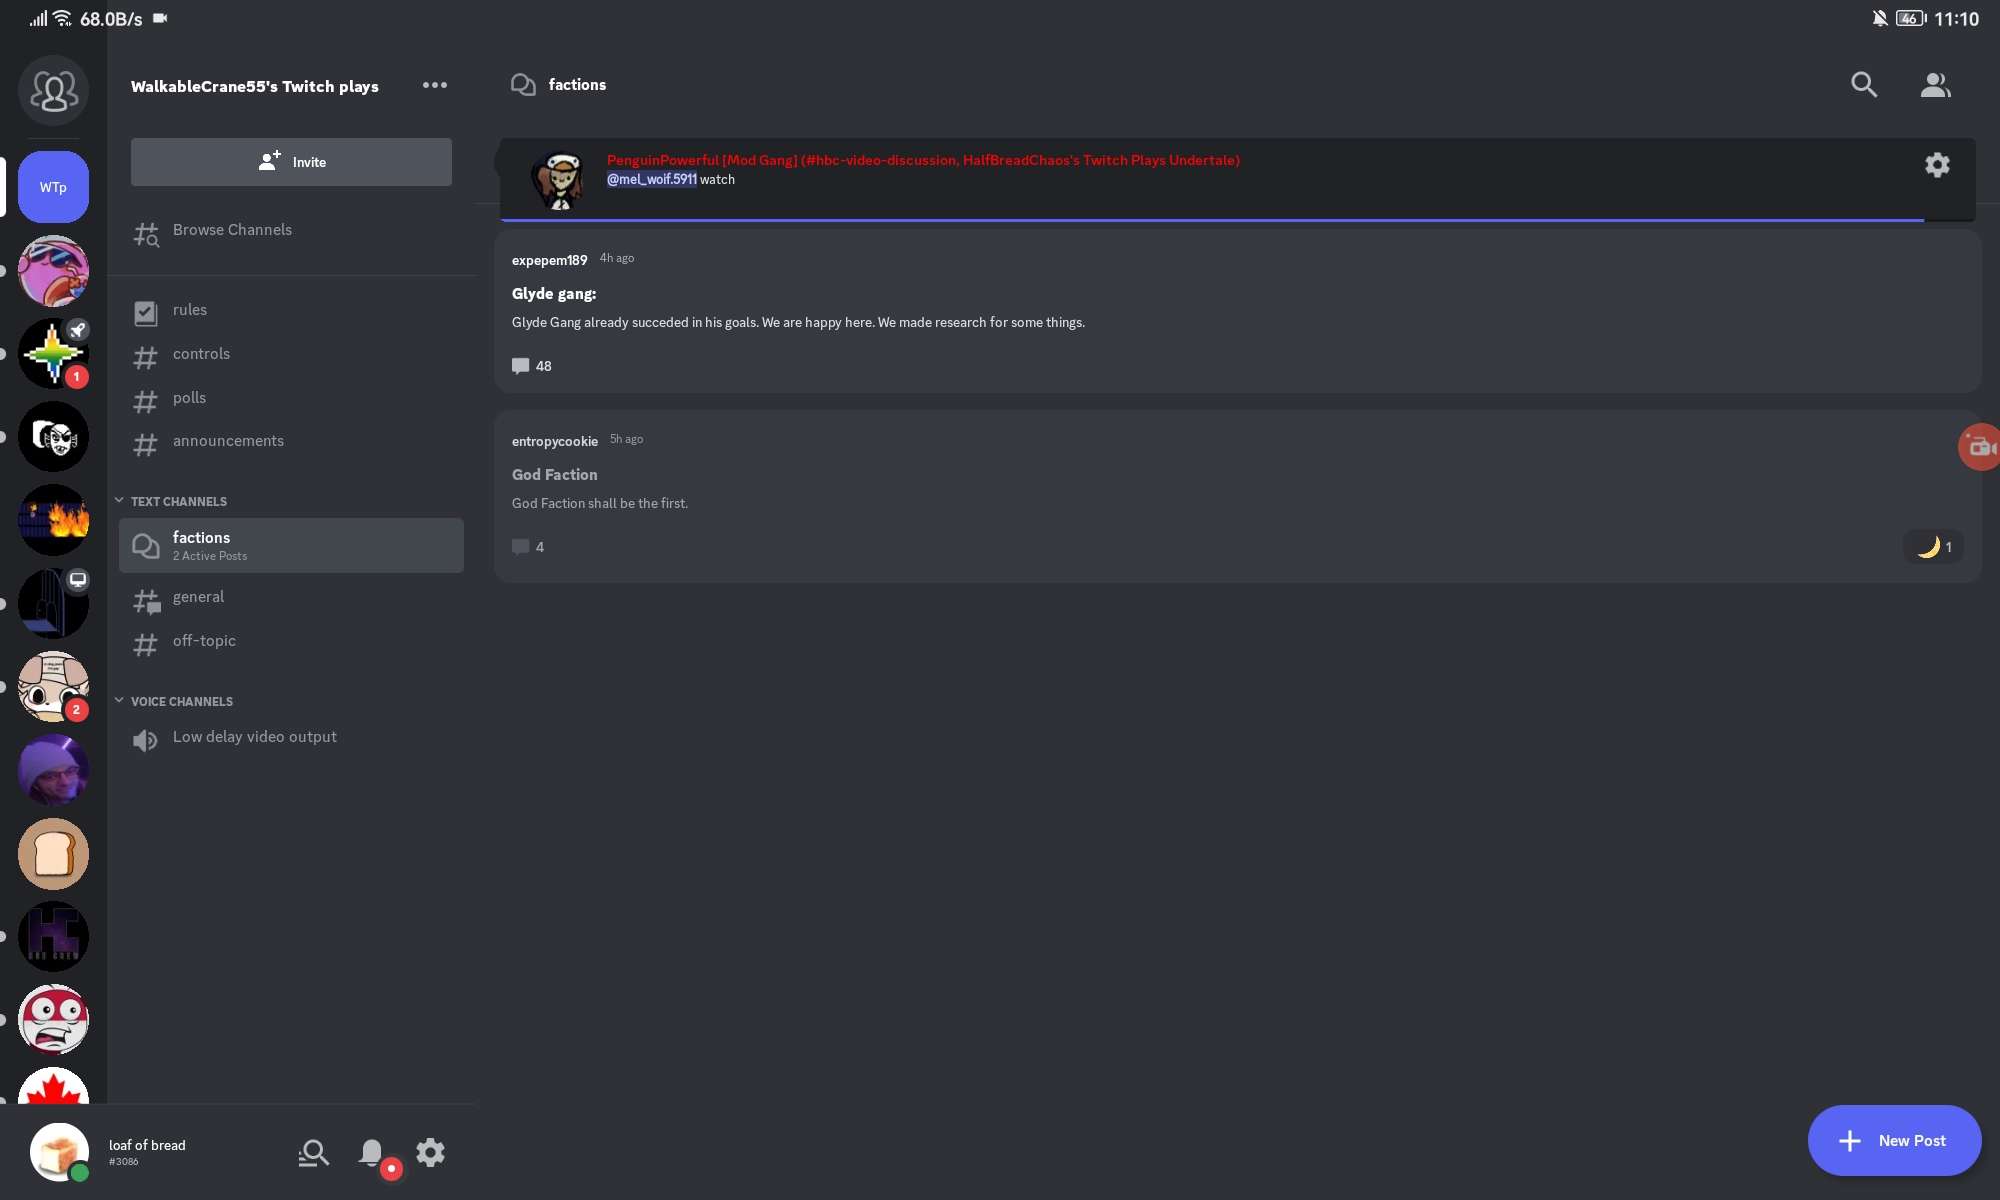 68.0B/s
46 11:10
WTp
1
2
WalkableCrane55's Twitch plays
Invite
Browse Channels
rules
controls
polls
announcements
TEXT CHANNELS
factions
2 Active Posts
general
off-topic
VOICE CHANNELS
Low delay video output
loaf of bread
#3086
factions
PenguinPowerful [Mod Gang] (#hbc-video-discussion, HalfBreadChaos's Twitch Plays Undertale)
@mel_woif.5911 watch
expepem189 4h ago
Glyde gang:
Glyde Gang already succeded in his goals. We are happy here. We made research for some things.
48
entropycookie 5h ago
God Faction
God Faction shall be the first.
4
1
New Post